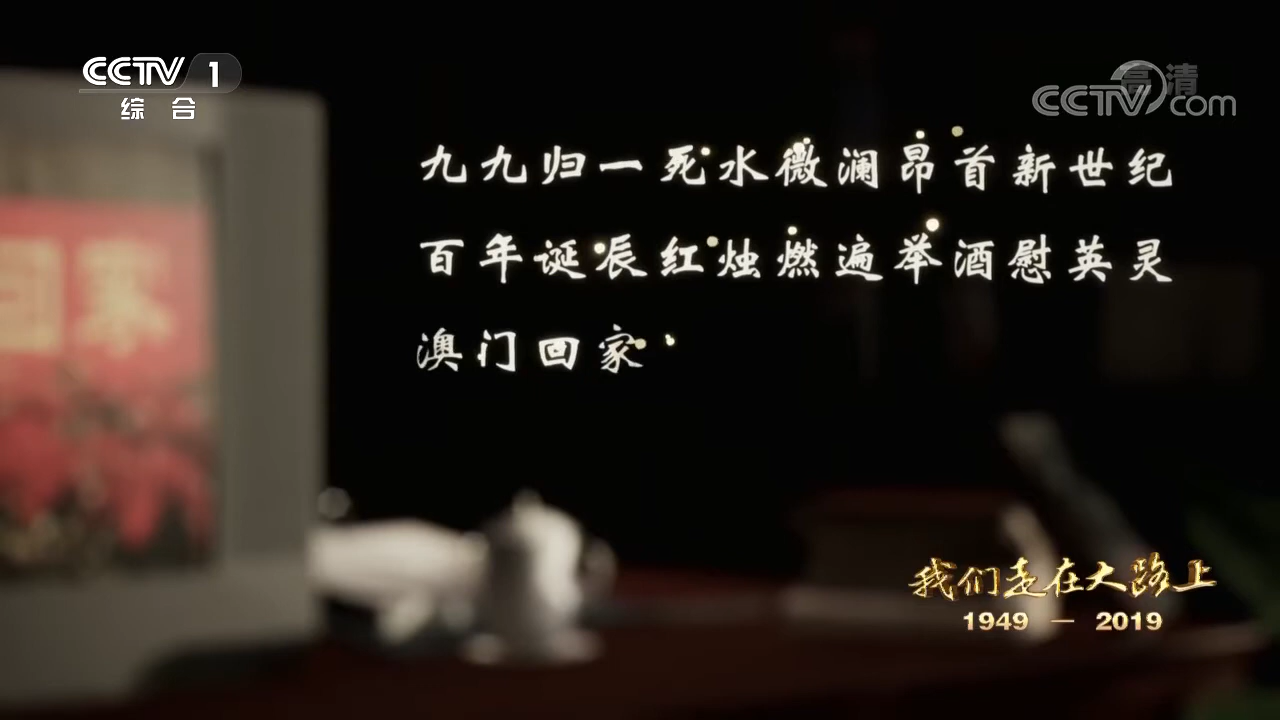 CCTV 1
综合
高清
CCTV.com
九九归一死水微澜昂首新世纪
百年诞辰红烛燃遍举酒慰英灵
澳门回家
回家
我们走在大路上
1949 — 2019